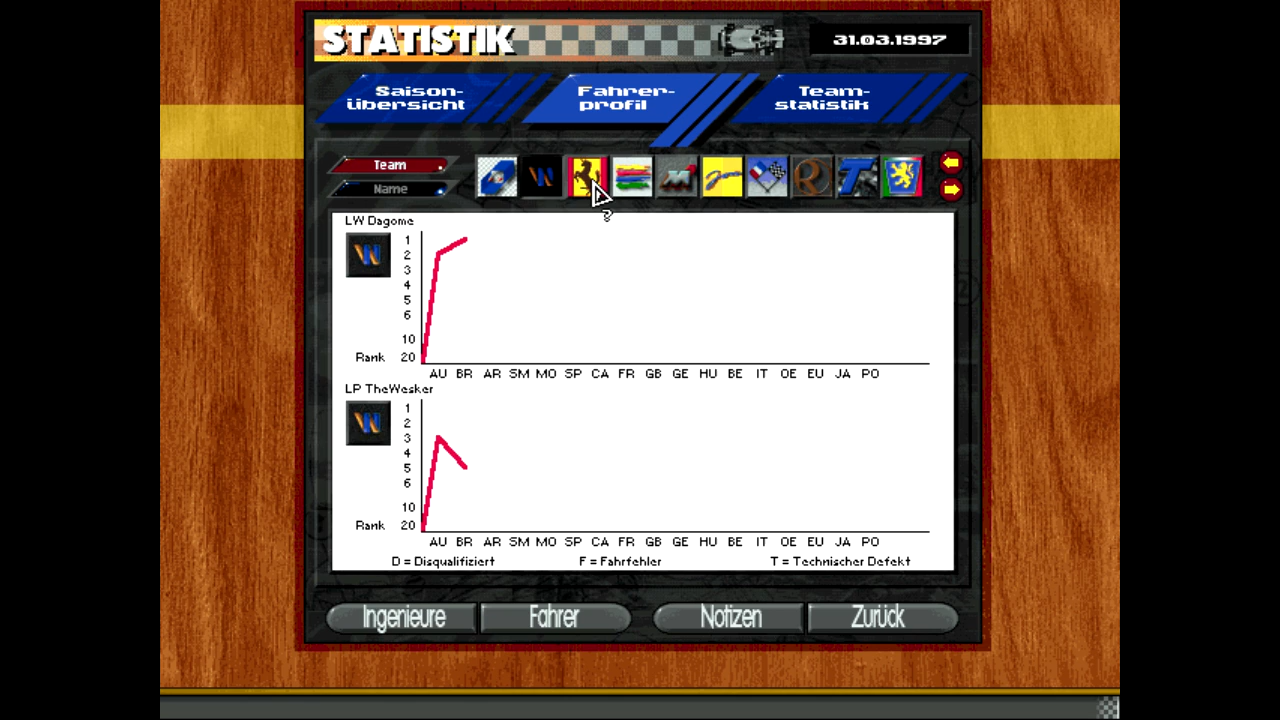 STATISTIK
31.03.1997
Saison-
übersicht
Fahrer-
profil
Team-
statistik
Team
Name
LW Dagome
1
2
3
4
5
6
10
Rank 20
AU BR AR SM MO SP CA FR GB GE HU BE IT OE EU JA PO
LP TheWesker
1
2
3
4
5
6
10
Rank 20
AU BR AR SM MO SP CA FR GB GE HU BE IT OE EU JA PO
D = Disqualifiziert F = Fahrfehler T = Technischer Defekt
Ingenieure Fahrer Notizen Zurück